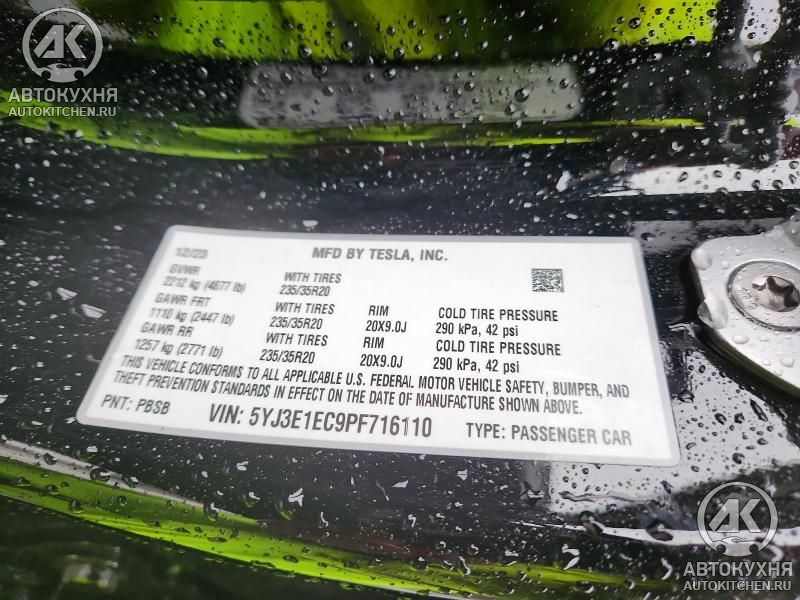 АК
АВТОКУХНЯ
AUTOKITCHEN.RU
12/23 MFD BY TESLA, INC.
GVWR WITH TIRES
2212 kg (4877 lb) 235/35R20
GAWR FRT WITH TIRES RIM COLD TIRE PRESSURE
1110 kg (2447 lb) 235/35R20 20X9.0J 290 kPa, 42 psi
GAWR RR WITH TIRES RIM COLD TIRE PRESSURE
1257 kg (2771 lb) 235/35R20 20X9.0J 290 kPa, 42 psi
THIS VEHICLE CONFORMS TO ALL APPLICABLE U.S. FEDERAL MOTOR VEHICLE SAFETY, BUMPER, AND
THEFT PREVENTION STANDARDS IN EFFECT ON THE DATE OF MANUFACTURE SHOWN ABOVE.
PNT: PBSB VIN: 5YJ3E1EC9PF716110 TYPE: PASSENGER CAR
АК
АВТОКУХНЯ
AUTOKITCHEN.RU